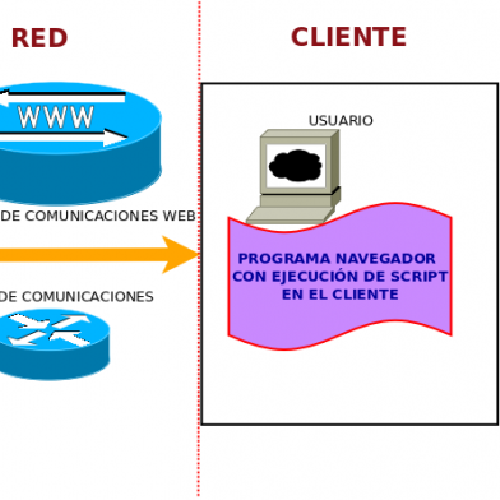 RED
CLIENTE
WWW
USUARIO
DE COMUNICACIONES WEB
PROGRAMA NAVEGADOR
CON EJECUCIÓN DE SCRIPT
EN EL CLIENTE
DE COMUNICACIONES